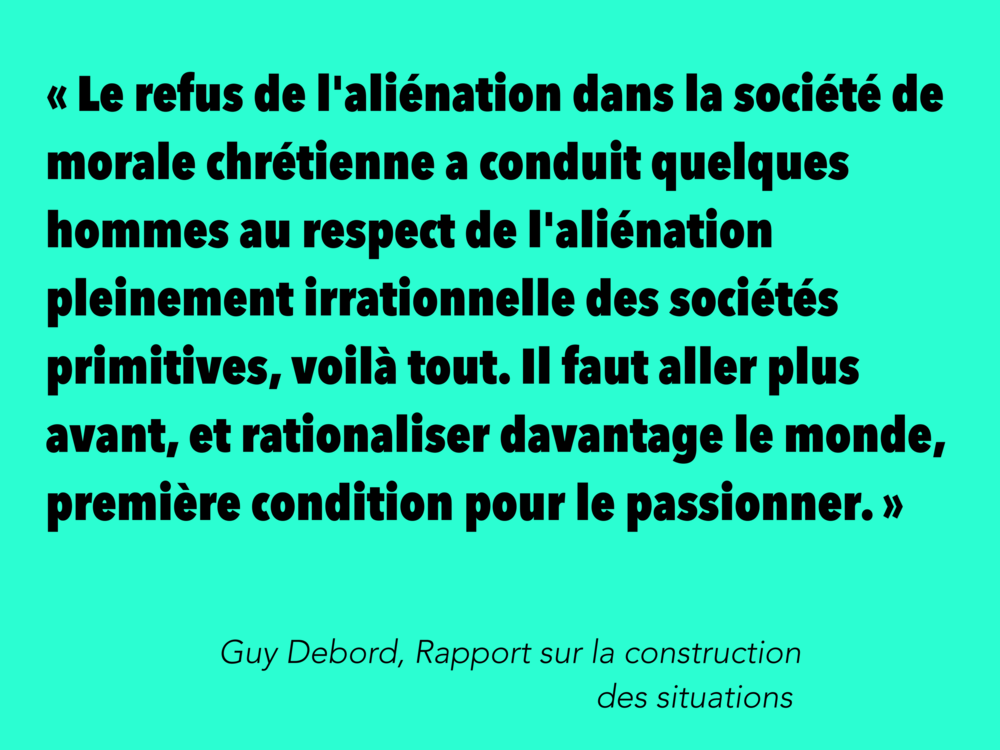 « Le refus de l'aliénation dans la société de
morale chrétienne a conduit quelques
hommes au respect de l'aliénation
pleinement irrationnelle des sociétés
primitives, voilà tout. Il faut aller plus
avant, et rationaliser davantage le monde,
première condition pour le passionner. »
Guy Debord, Rapport sur la construction
des situations